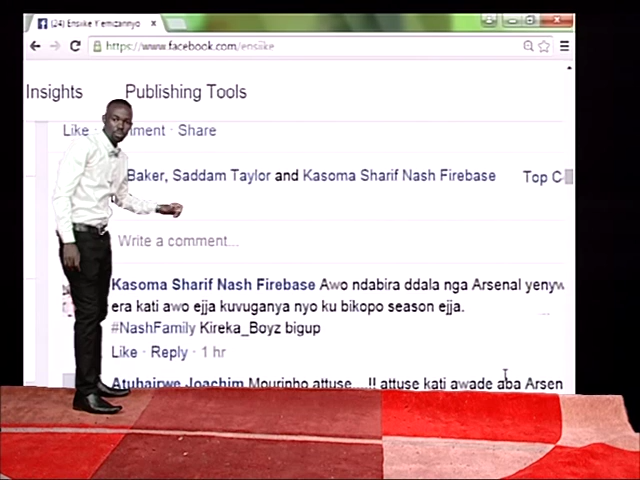 (24) Ensiike Y'emizannyo
https://www.facebook.com/ensiike
Insights Publishing Tools
Like · ment · Share
Baker, Saddam Taylor and Kasoma Sharif Nash Firebase Top C
Write a comment...
Kasoma Sharif Nash Firebase Awo ndabira ddala nga Arsenal yenyw
era kati awo ejja kuvuganya nyo ku bikopo season ejja.
#NashFamily Kireka_Boyz bigup
Like · Reply · 1 hr
Atuhairwe Joachim Mourinho attuse....!! attuse kati awade aba Arsen